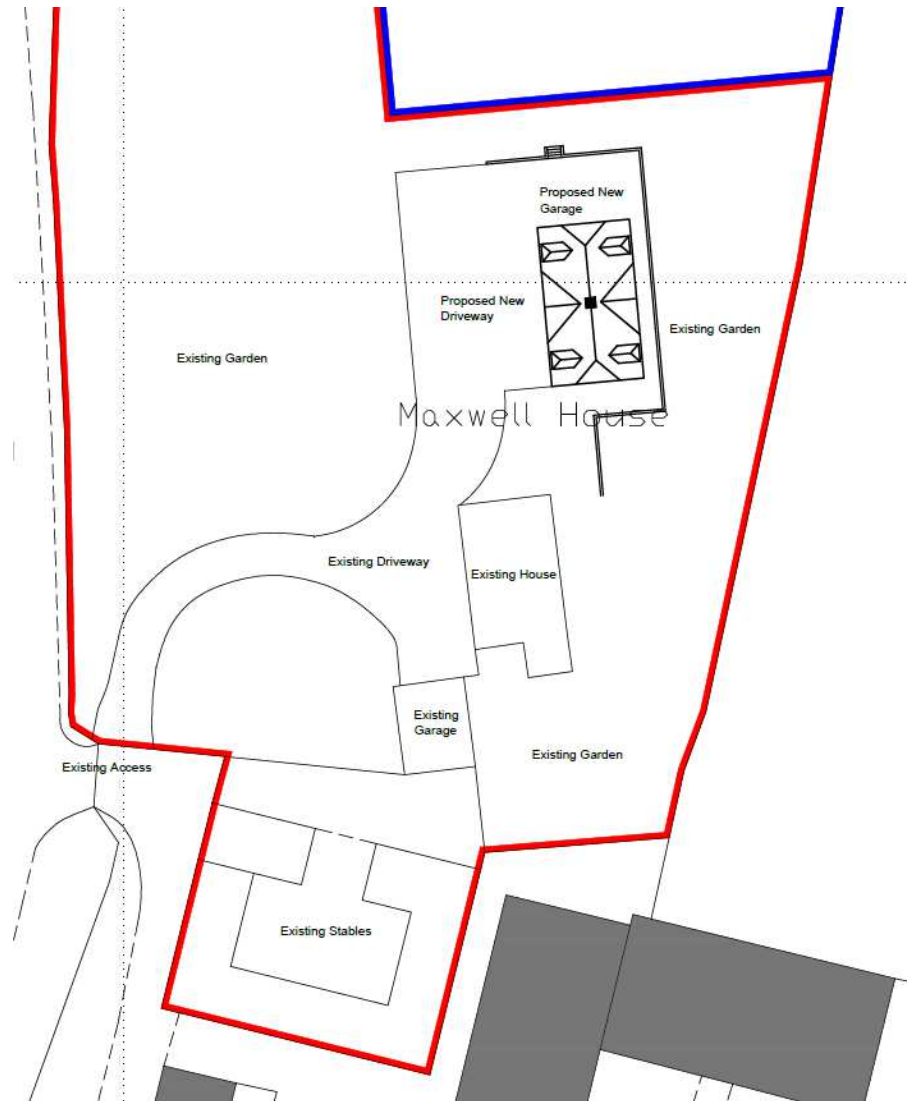 Proposed New
Garage
Proposed New
Driveway
Existing Garden
Existing Garden
Maxwell House
Existing Driveway
Existing House
Existing
Garage
Existing Garden
Existing Access
Existing Stables